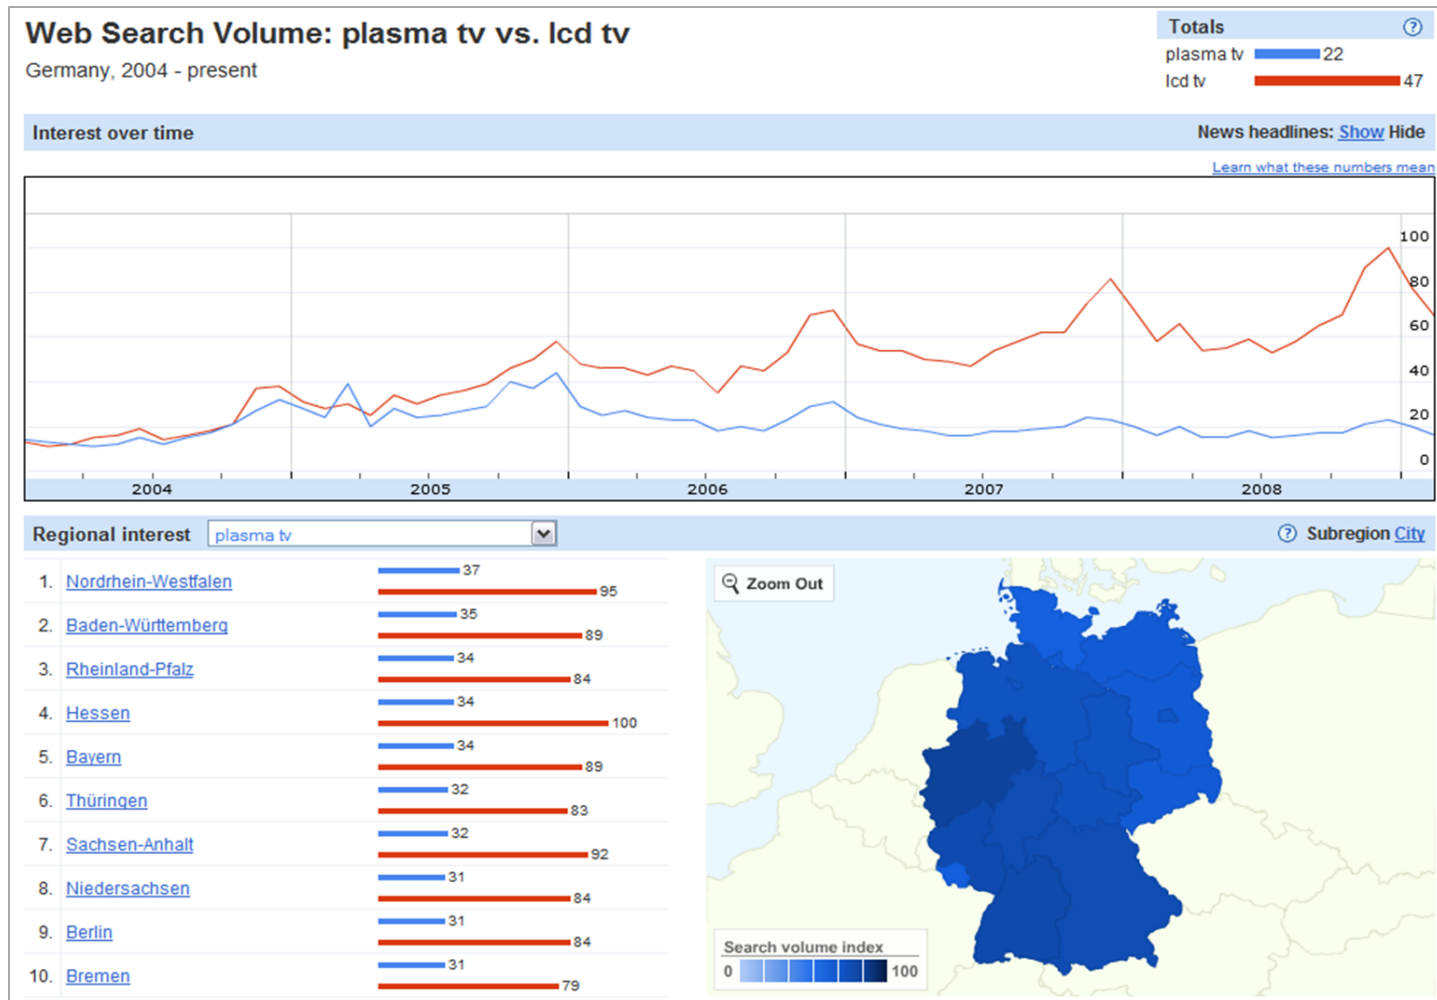 Web Search Volume: plasma tv vs. lcd tv
Germany, 2004 - present
Totals ?
plasma tv 22
lcd tv 47
Interest over time
News headlines: Show Hide
Learn what these numbers mean
100
80
60
40
20
0
2004 2005 2006 2007 2008
Regional interest plasma tv
? Subregion City
1. Nordrhein-Westfalen 37 95
2. Baden-Württemberg 35 89
3. Rheinland-Pfalz 34 84
4. Hessen 34 100
5. Bayern 34 89
6. Thüringen 32 83
7. Sachsen-Anhalt 32 92
8. Niedersachsen 31 84
9. Berlin 31 84
10. Bremen 31 79
Zoom Out
Search volume index
0 100